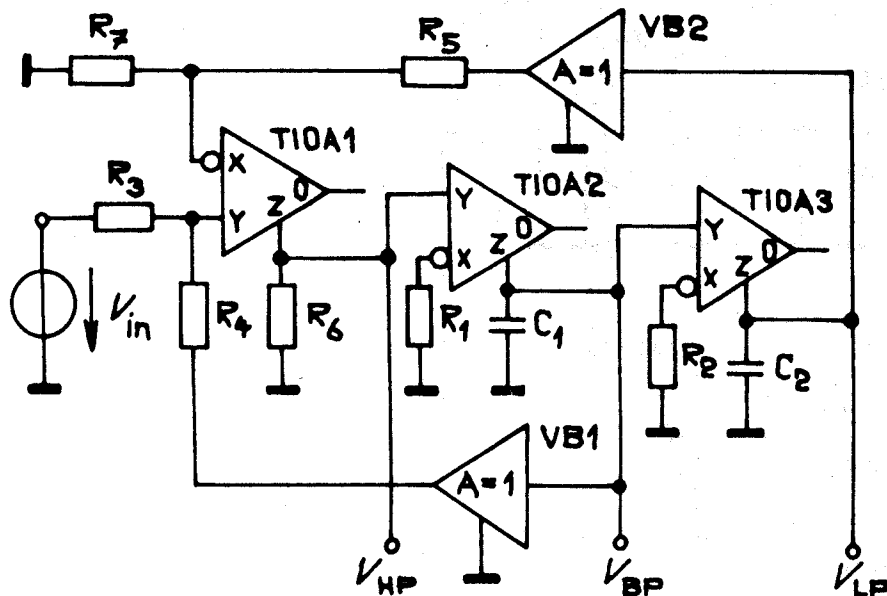 R7
R5
VB2
A=1
TIOA1
X
R3
Y
Z
O
TIOA2
Y
X
Z
O
TIOA3
Y
X
Z
O
Vin
R4
R6
R1
C1
R2
C2
VB1
A=1
VHP
VBP
VLP